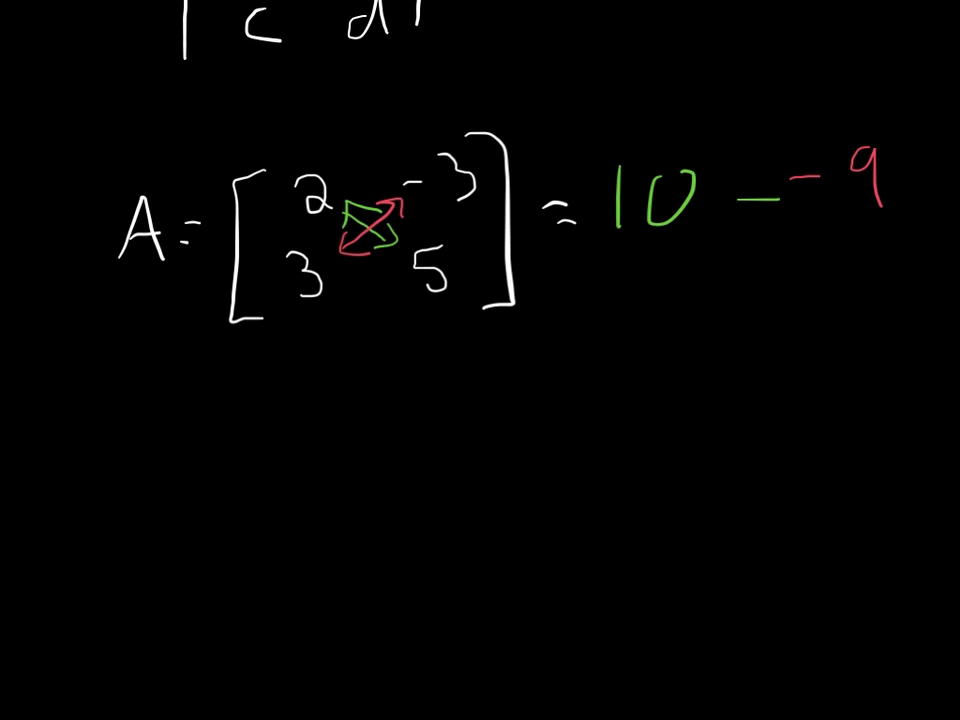 | c d |
A = [ 2 -3 ] = 10 - -9
3 5